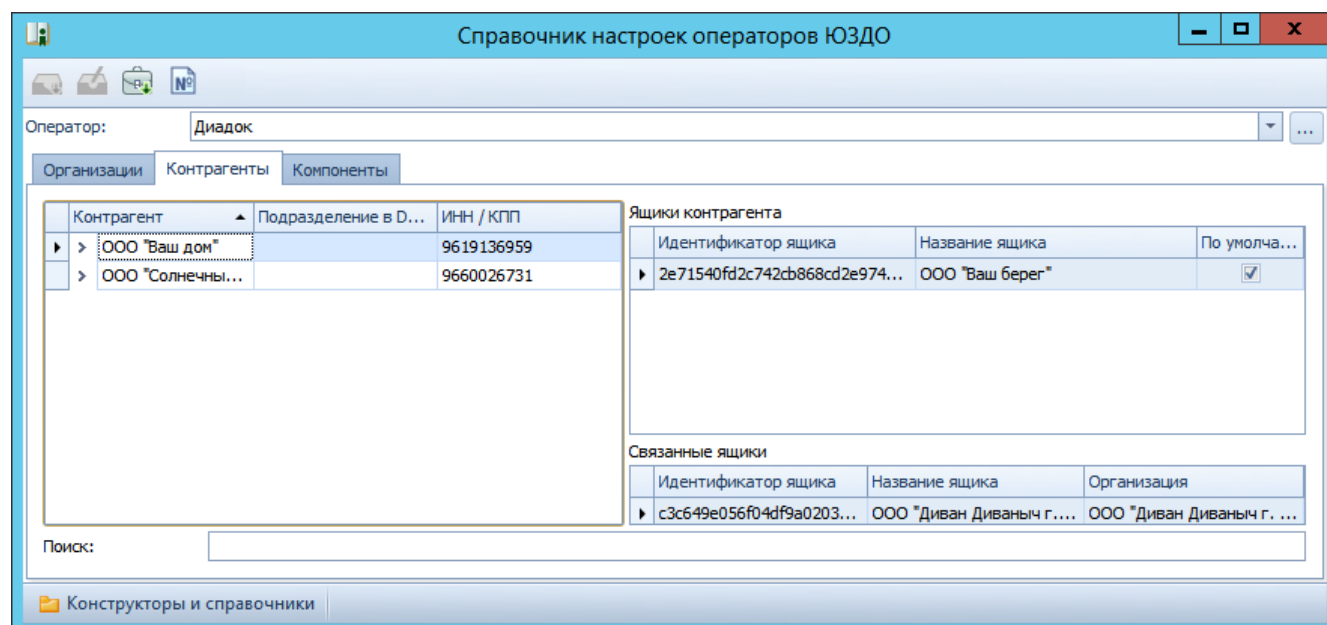 Справочник настроек операторов ЮЗДО
Оператор: Диадок
Организации Контрагенты Компоненты
Контрагент Подразделение в D... ИНН / КПП
ООО "Ваш дом" 9619136959
ООО "Солнечны... 9660026731
Ящики контрагента
Идентификатор ящика Название ящика По умолча...
2e71540fd2c742cb868cd2e974... ООО "Ваш берег"
Связанные ящики
Идентификатор ящика Название ящика Организация
c3c649e056f04df9a0203... ООО "Диван Диваныч г.... ООО "Диван Диваныч г. ...
Поиск:
Конструкторы и справочники